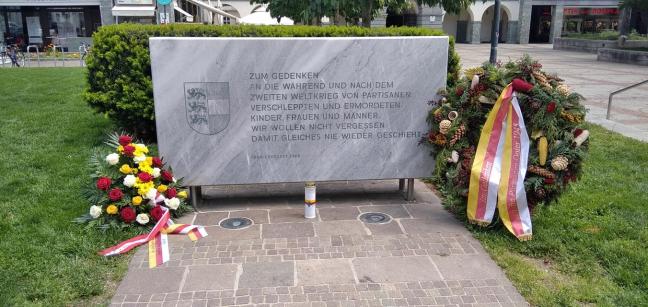 ZUM GEDENKEN
AN DIE WÄHREND UND NACH DEM
ZWEITEN WELTKRIEG VON PARTISANEN
VERSCHLEPPTEN UND ERMORDETEN
KINDER, FRAUEN UND MÄNNER.
WIR WOLLEN NICHT VERGESSEN
DAMIT GLEICHES NIE WIEDER GESCHIEHT.